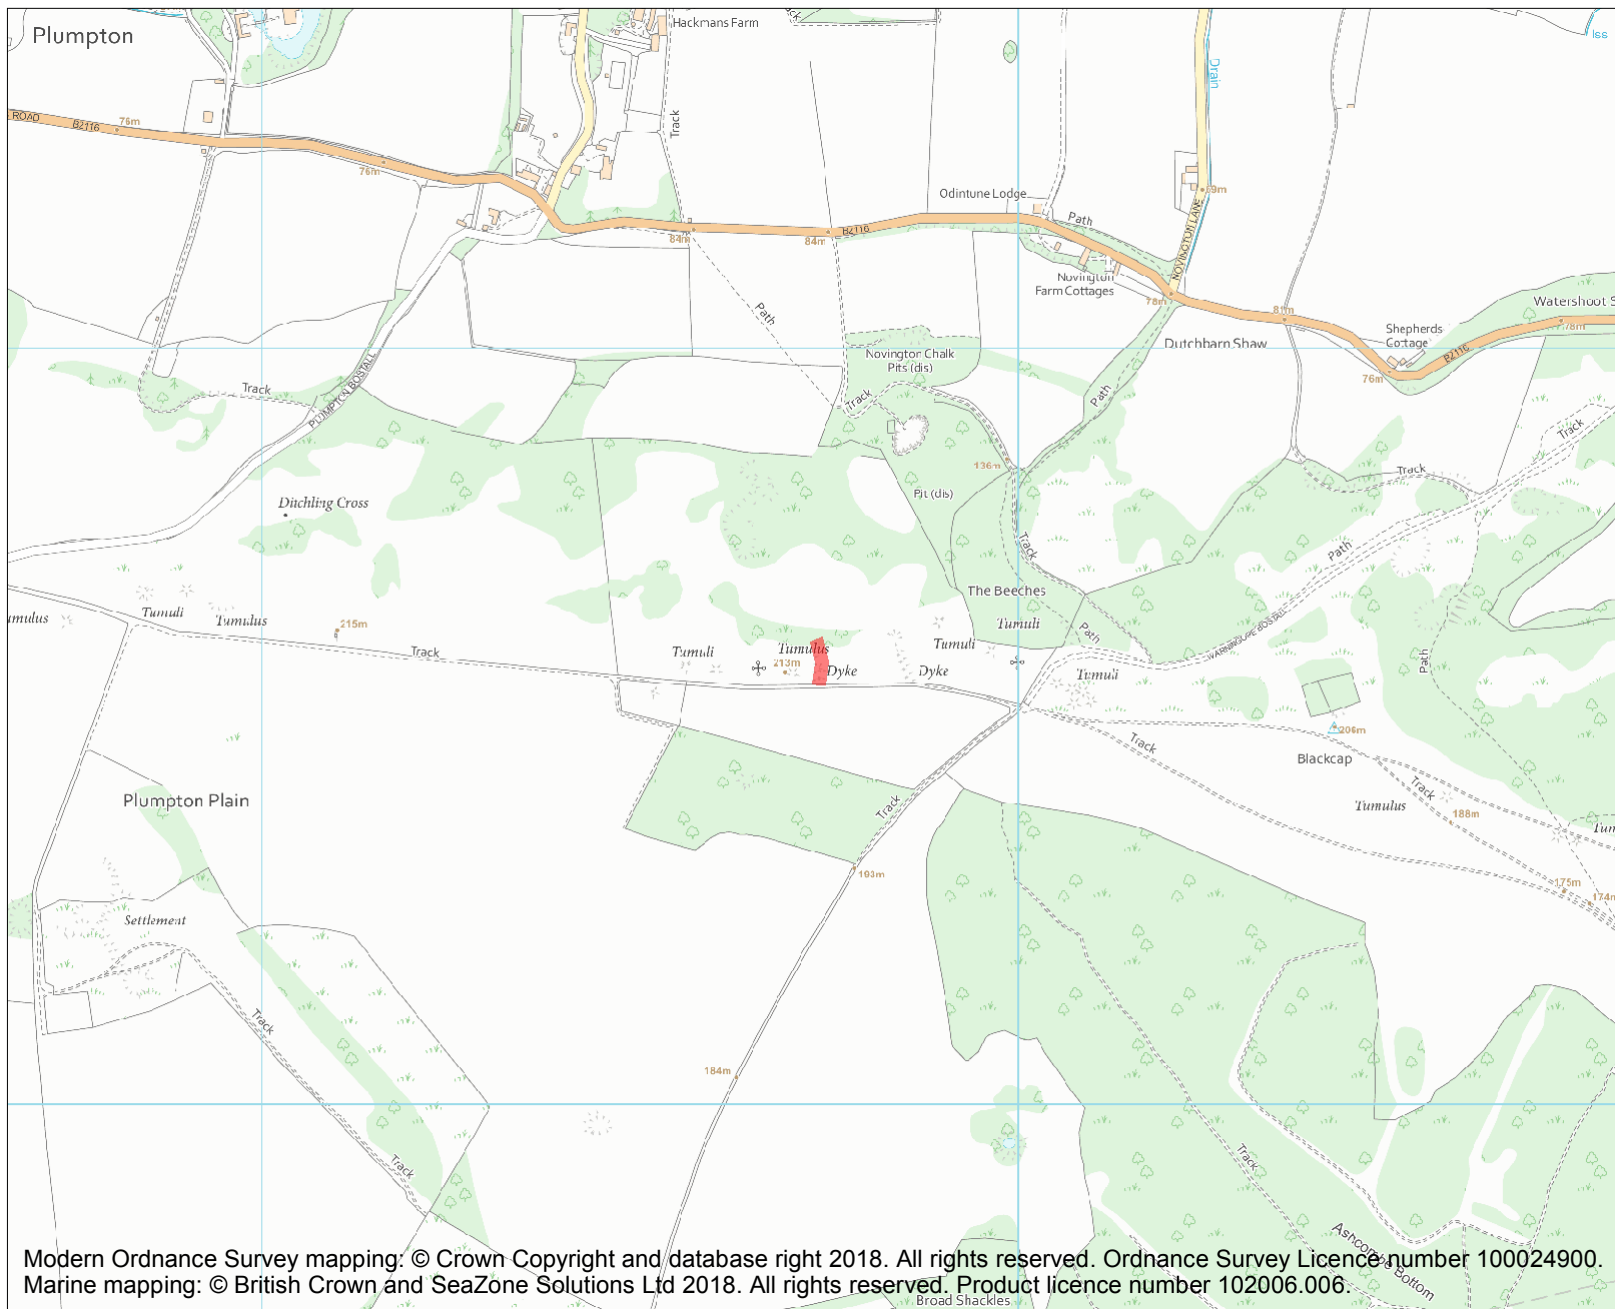 Hackmans Farm
Plumpton
Iss
Drain
ROAD
B2116
76m
Track
76m
Odintune Lodge
Path
69m
NOVINGTON LANE
84m
84m
B2116
Novington
Farm Cottages
78m
81m
Watershoot S
78m
Shepherds
Cottage
Dutchbarn Shaw
B2116
76m
Path
Novington Chalk
Pits (dis)
Track
PLUMPTON BOSTALL
Track
Path
Track
136m
Track
Pit (dis)
Ditchling Cross
Track
Path
The Beeches
Tumuli
umulus
Tumuli
Tumulus
215m
Track
Tumuli
Tumulus
213m
Dyke
Dyke
Tumuli
Path
WARNINGORE BOSTALL
Path
Tumuli
206m
Track
Blackcap
Track
Tumulus
188m
Tum
Plumpton Plain
Track
193m
175m
174m
Settlement
Track
184m
Track
Track
Ashcombe Bottom
Modern Ordnance Survey mapping: © Crown Copyright and database right 2018. All rights reserved. Ordnance Survey Licence number 100024900.
Marine mapping: © British Crown and SeaZone Solutions Ltd 2018. All rights reserved. Product licence number 102006.006.
Broad Shackles